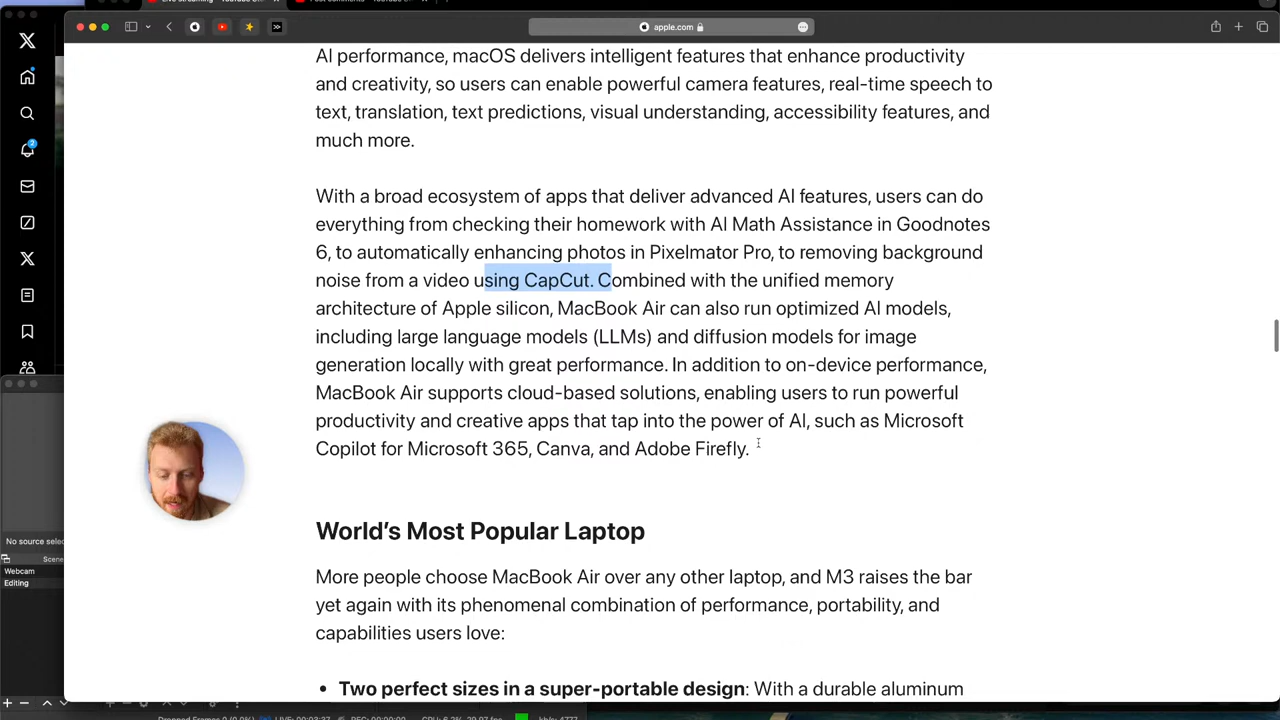 apple.com
AI performance, macOS delivers intelligent features that enhance productivity
and creativity, so users can enable powerful camera features, real-time speech to
text, translation, text predictions, visual understanding, accessibility features, and
much more.
With a broad ecosystem of apps that deliver advanced AI features, users can do
everything from checking their homework with AI Math Assistance in Goodnotes
6, to automatically enhancing photos in Pixelmator Pro, to removing background
noise from a video using CapCut. Combined with the unified memory
architecture of Apple silicon, MacBook Air can also run optimized AI models,
including large language models (LLMs) and diffusion models for image
generation locally with great performance. In addition to on-device performance,
MacBook Air supports cloud-based solutions, enabling users to run powerful
productivity and creative apps that tap into the power of AI, such as Microsoft
Copilot for Microsoft 365, Canva, and Adobe Firefly.
World’s Most Popular Laptop
More people choose MacBook Air over any other laptop, and M3 raises the bar
yet again with its phenomenal combination of performance, portability, and
capabilities users love:
• Two perfect sizes in a super-portable design: With a durable aluminum
2
No source selec
Scene
Webcam
Editing